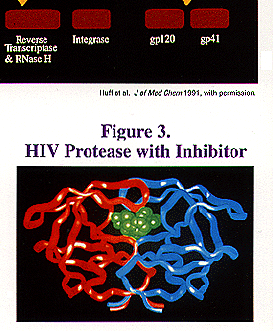 Reverse Integrase gp120 gp41
Transcriptase
& RNase H
Huff et al. J of Med Chem 1991, with permission.
Figure 3.
HIV Protease with Inhibitor